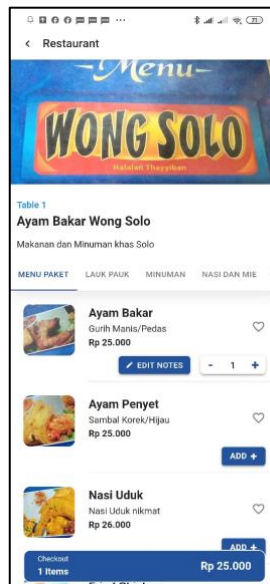 Restaurant
-Menu-
WONG SOLO
Halalan Thayyiban
Table 1
Ayam Bakar Wong Solo
Makanan dan Minuman khas Solo
MENU PAKET LAUK PAUK MINUMAN NASI DAN MIE
Ayam Bakar
Gurih Manis/Pedas
Rp 25.000
EDIT NOTES - 1 +
Ayam Penyet
Sambal Korek/Hijau
Rp 25.000
ADD +
Nasi Uduk
Nasi Uduk nikmat
Rp 26.000
ADD +
Checkout
1 Items
Rp 25.000